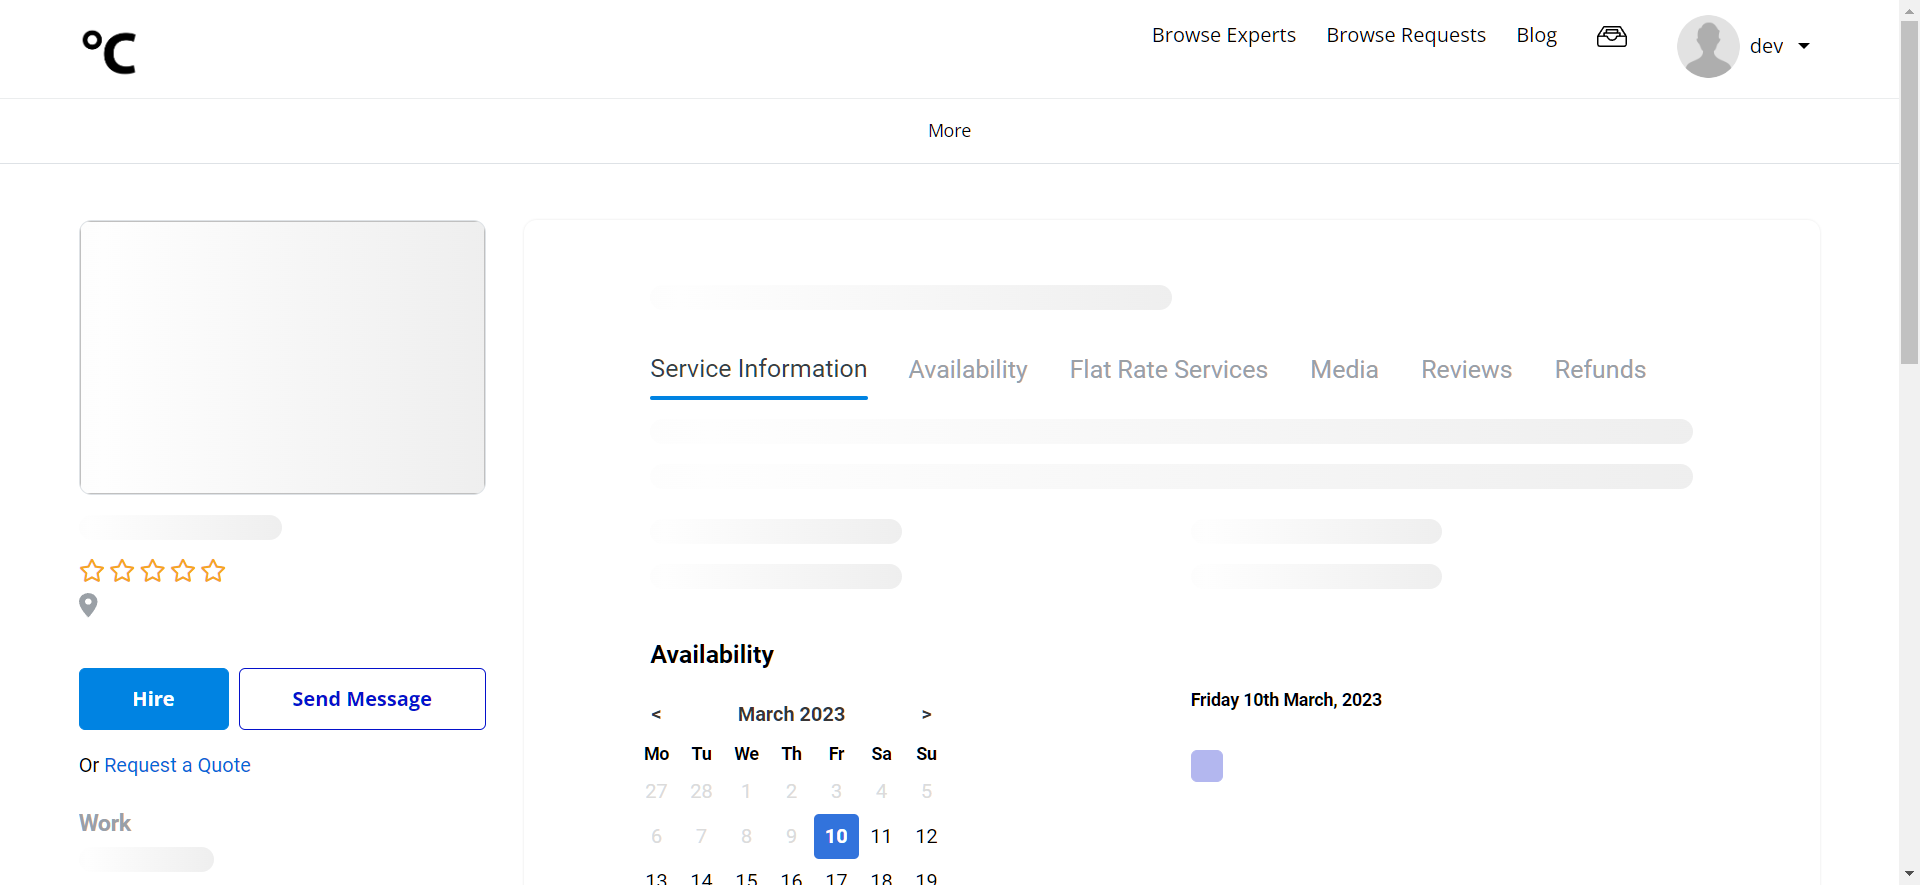 °C
Browse Experts Browse Requests Blog dev
More
Service Information Availability Flat Rate Services Media Reviews Refunds
Hire Send Message
Or Request a Quote
Work
Availability
< March 2023 >
Mo Tu We Th Fr Sa Su
27 28 1 2 3 4 5
6 7 8 9 10 11 12
13 14 15 16 17 18 19
Friday 10th March, 2023